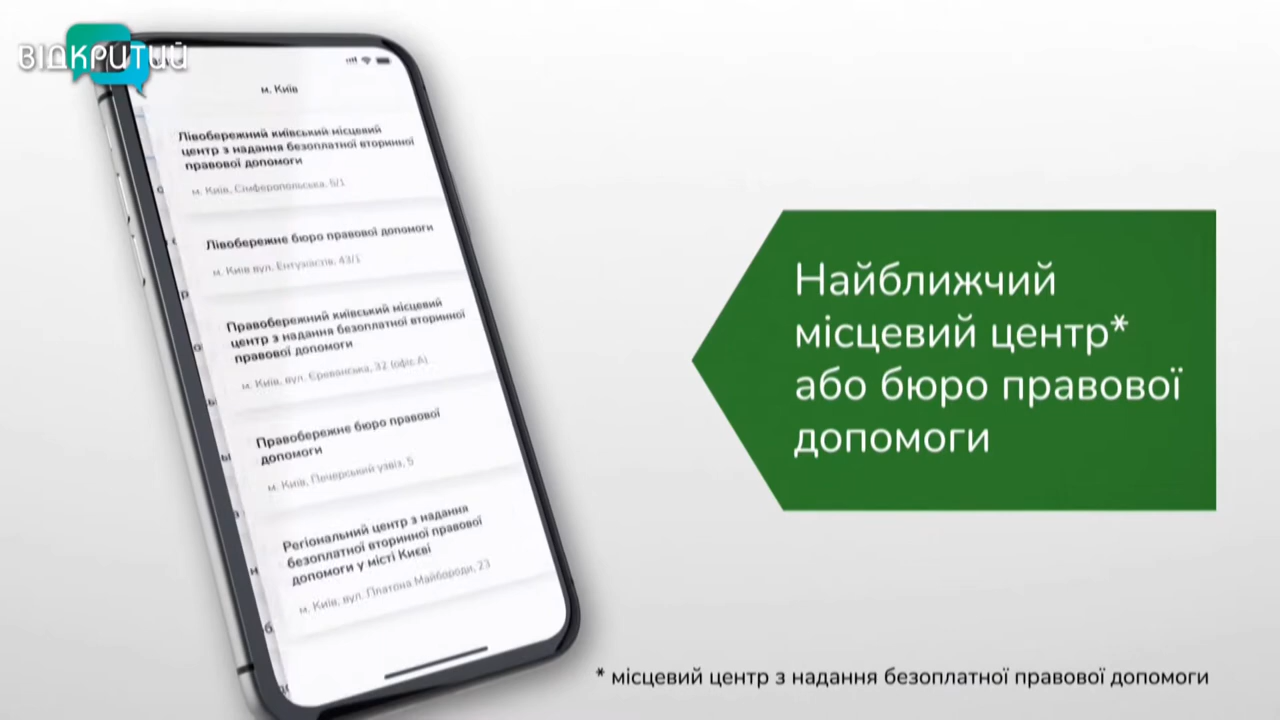 ВІДКРИТИЙ
м. Київ
Лівобережний київський місцевий
центр з надання безоплатної вторинної
правової допомоги
м. Київ, Сімферопольська, 5/1
Лівобережне бюро правової допомоги
м. Київ вул. Ентузіастів, 43/1
Правобережний київський місцевий
центр з надання безоплатної вторинної
правової допомоги
м. Київ, вул. Єреванська, 32 (офіс А)
Правобережне бюро правової
допомоги
м. Київ, Печерський узвіз, 5
Регіональний центр з надання
безоплатної вторинної правової
допомоги у місті Києві
м. Київ, вул. Платона Майбороди, 23
Найближчий
місцевий центр*
або бюро правової
допомоги
* місцевий центр з надання безоплатної правової допомоги